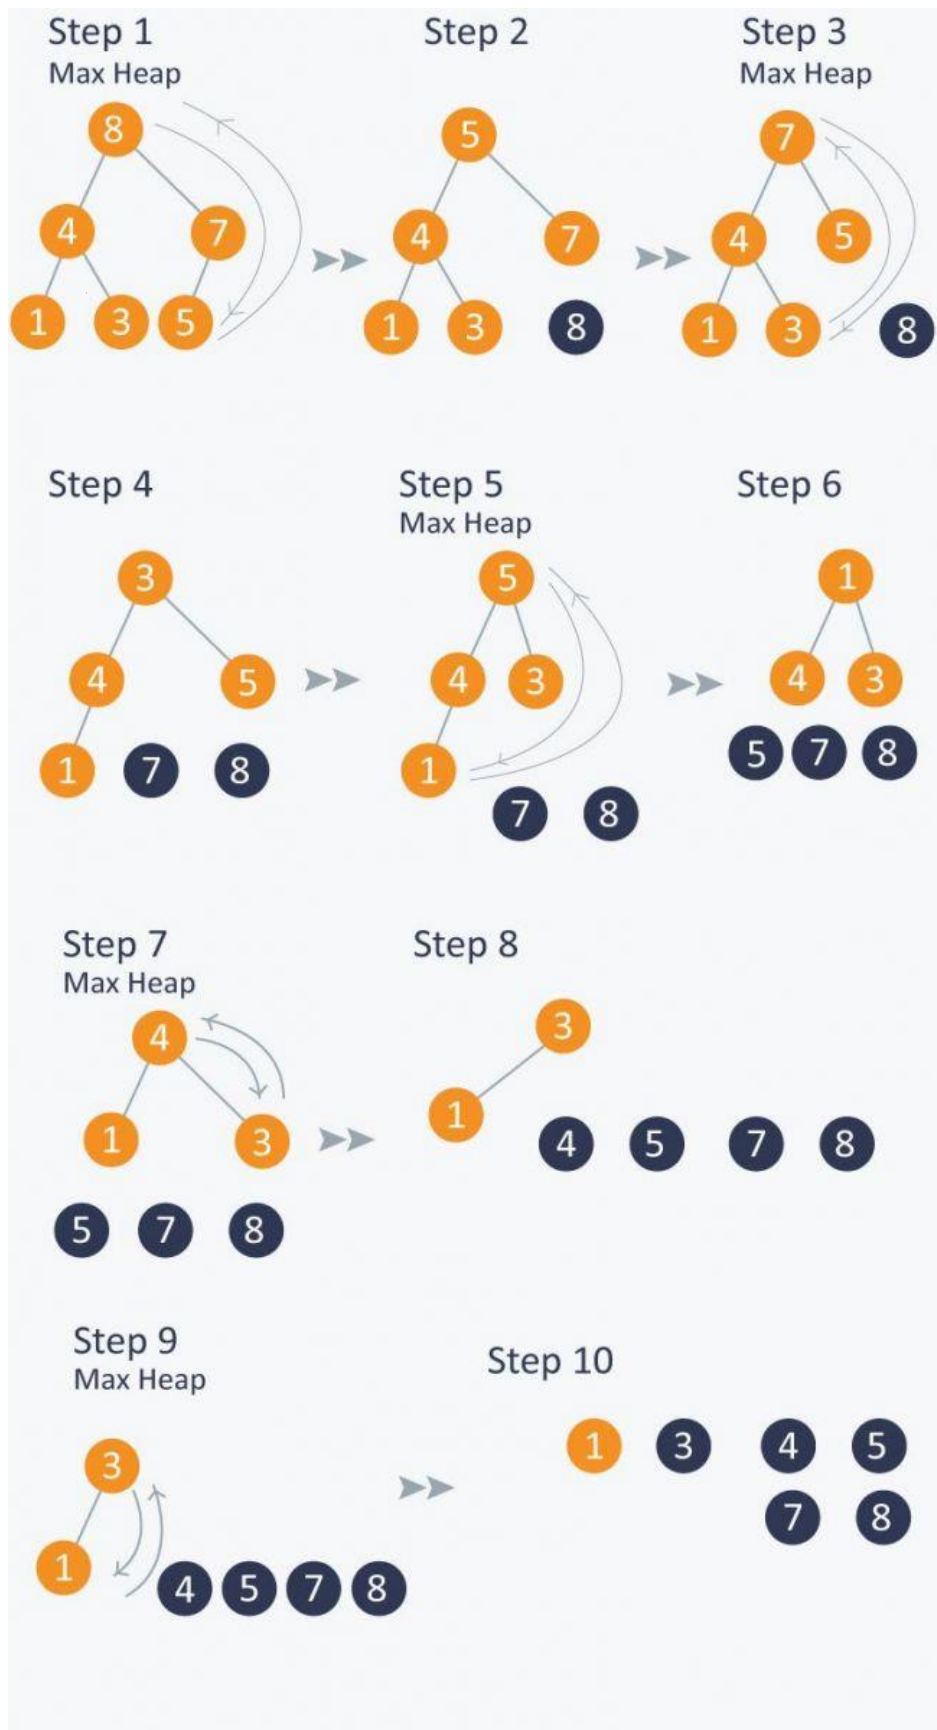 Step 1
Max Heap
8
4 7
1 3 5
Step 2
5
4 7
1 3 8
Step 3
Max Heap
7
4 5
1 3 8
Step 4
3
4 5
1 7 8
Step 5
Max Heap
5
4 3
1
7 8
Step 6
1
4 3
5 7 8
Step 7
Max Heap
4
1 3
5 7 8
Step 8
3
1
4 5 7 8
Step 9
Max Heap
3
1
4 5 7 8
Step 10
1 3 4 5
7 8